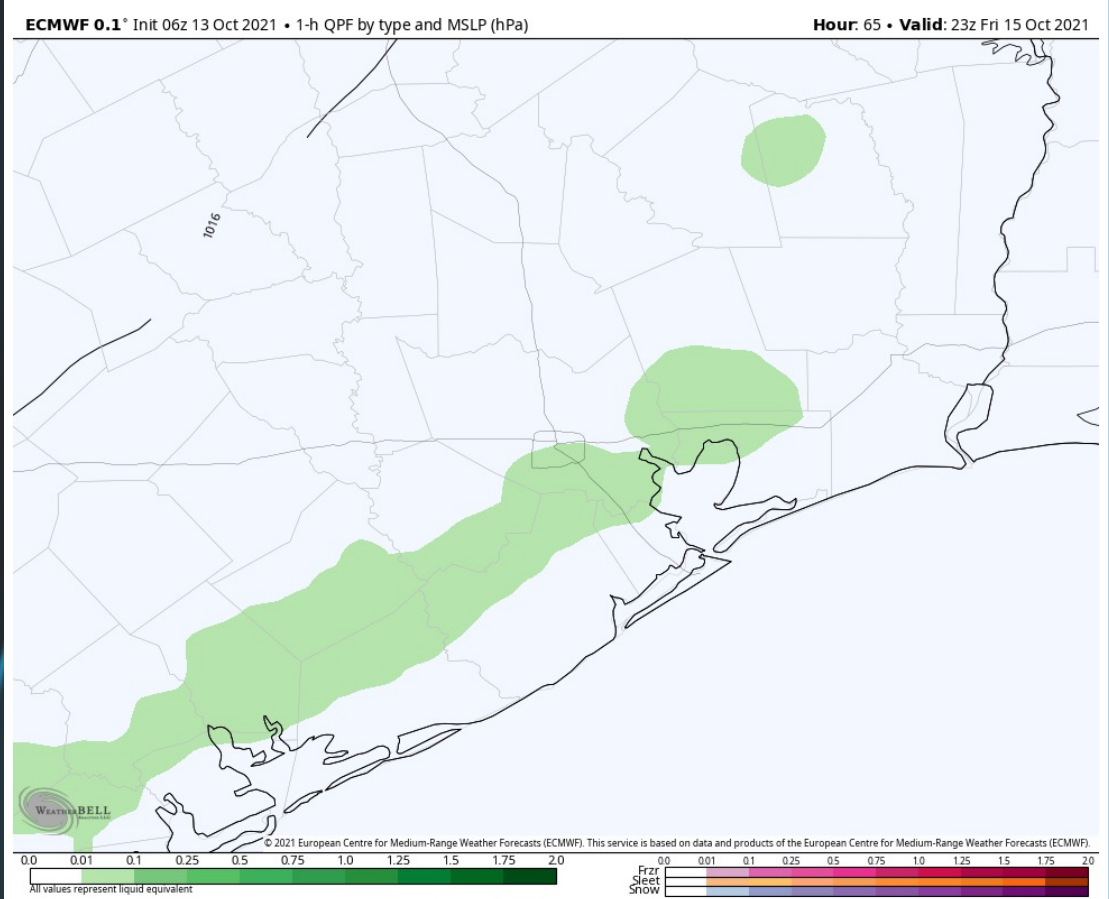 ECMWF 0.1° Init 06z 13 Oct 2021 • 1-h QPF by type and MSLP (hPa) Hour: 65 • Valid: 23z Fri 15 Oct 2021
1016
WEATHERBELL
© 2021 European Centre for Medium-Range Weather Forecasts (ECMWF). This service is based on data and products of the European Centre for Medium-Range Weather Forecasts (ECMWF).
0.0 0.01 0.1 0.25 0.5 0.75 1.0 1.25 1.5 1.75 2.0
All values represent liquid equivalent
0.0 0.01 0.1 0.25 0.5 0.75 1.0 1.25 1.5 1.75 2.0
Frzr
Sleet
Snow